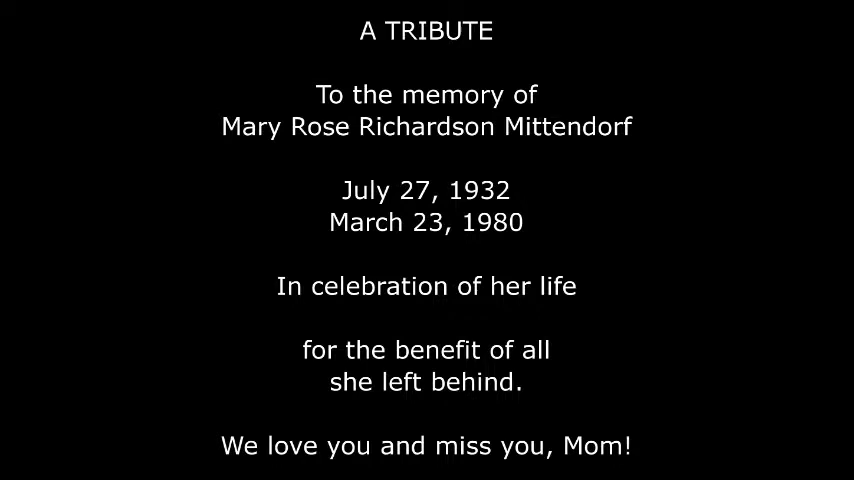 A TRIBUTE
To the memory of
Mary Rose Richardson Mittendorf
July 27, 1932
March 23, 1980
In celebration of her life
for the benefit of all
she left behind.
We love you and miss you, Mom!